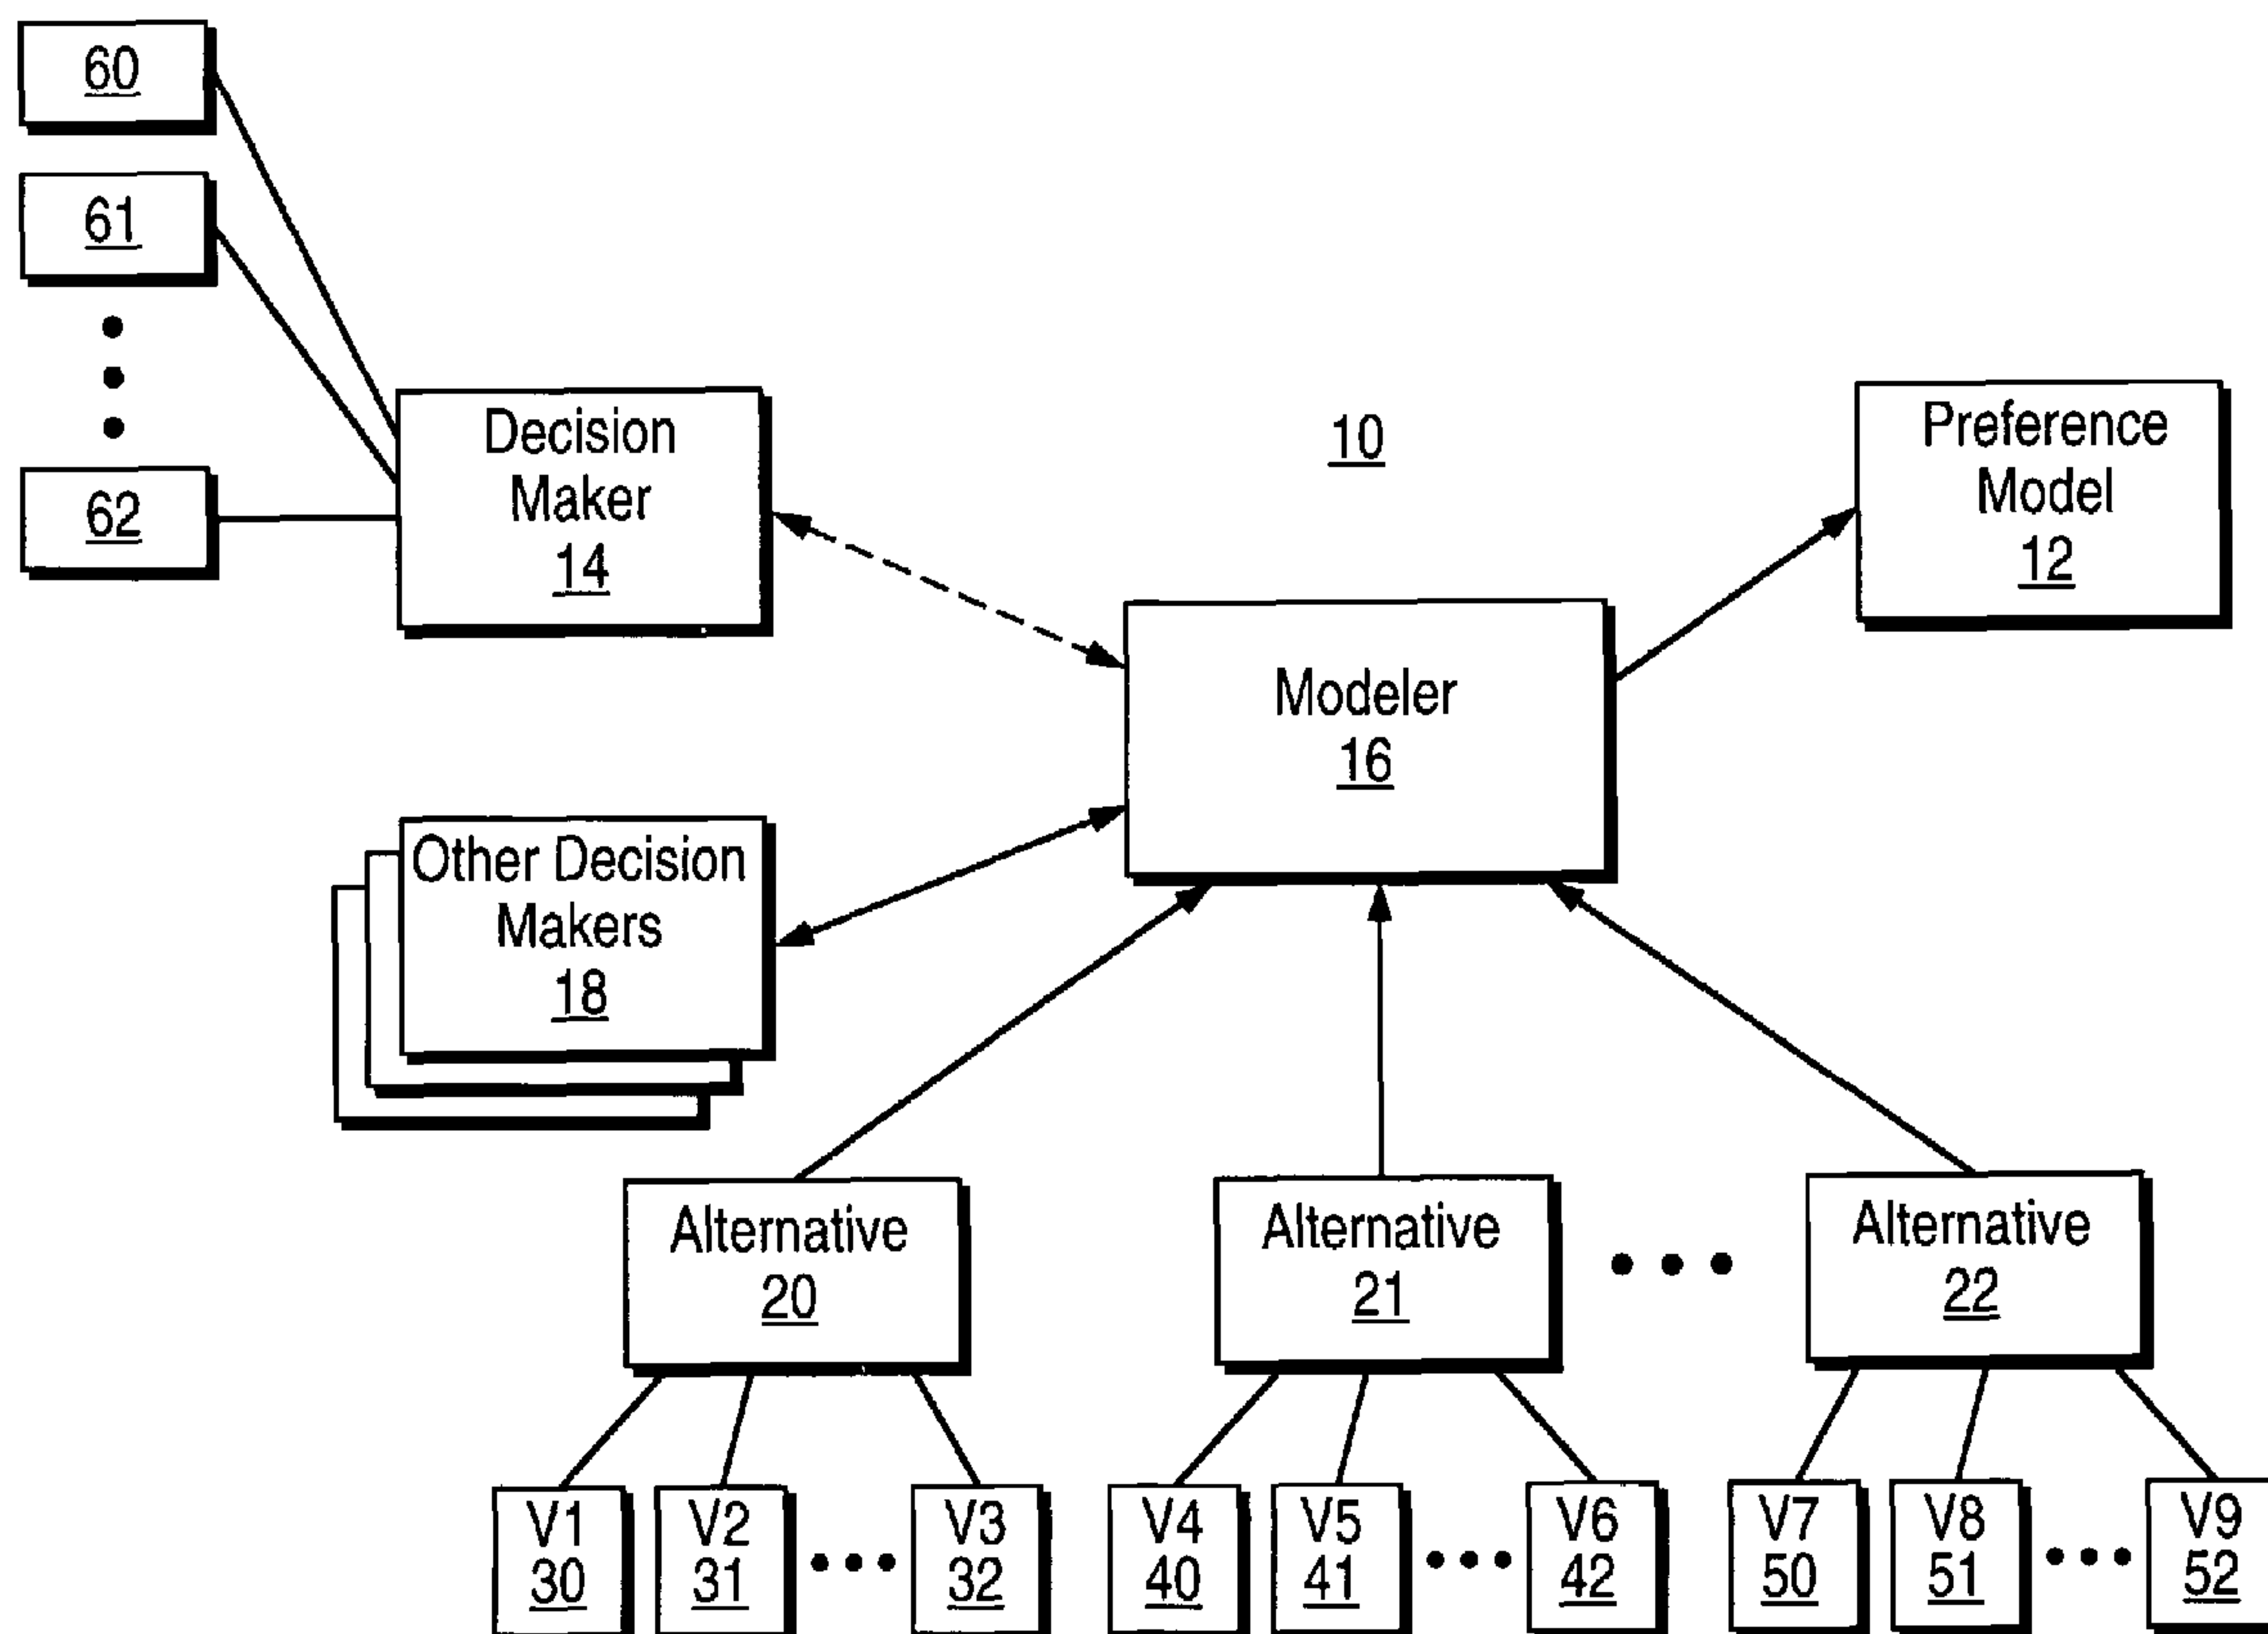 60
61
62
Decision
Maker
14
10
Preference
Model
12
Modeler
16
Other Decision
Makers
18
Alternative
20
Alternative
21
Alternative
22
V1
30
V2
31
V3
32
V4
40
V5
41
V6
42
V7
50
V8
51
V9
52